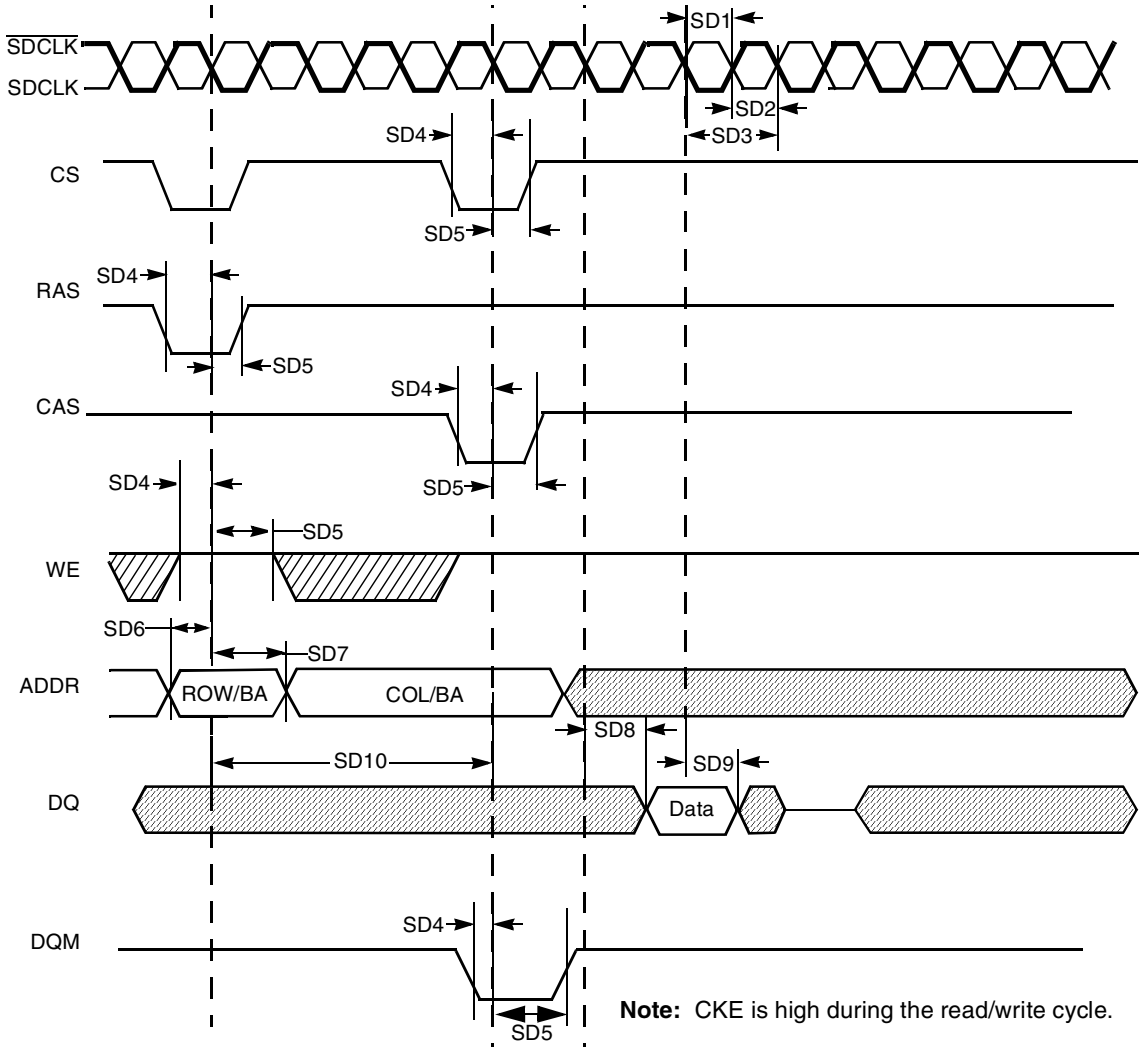 SD1
SDCLK
SDCLK
SD2
SD4
SD3
CS
SD5
SD4
RAS
SD5
SD4
CAS
SD4
SD5
SD5
WE
SD6
SD7
ADDR
ROW/BA
COL/BA
SD8
SD10
SD9
DQ
Data
SD4
DQM
Note: CKE is high during the read/write cycle.
SD5